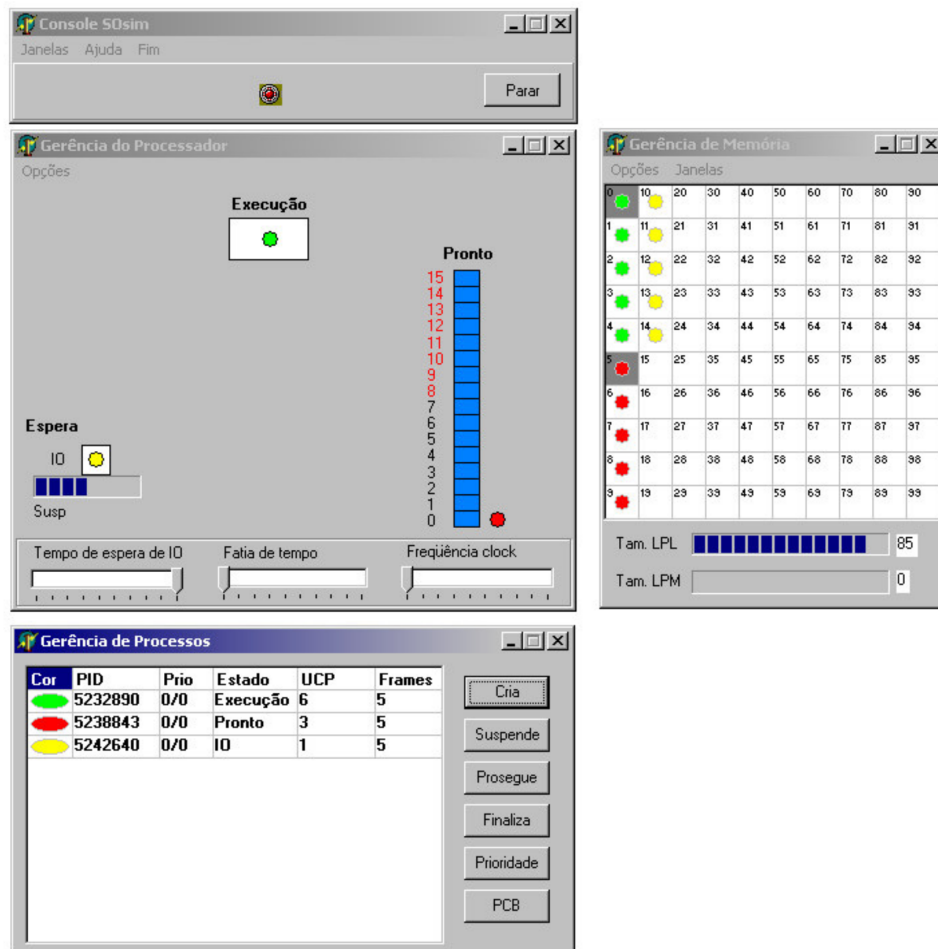 Console SOsim
Janelas Ajuda Fim
Parar
Gerência do Processador
Opções
Execução
Pronto
15
14
13
12
11
10
9
8
7
6
5
4
3
2
1
0
Espera
IO
Susp
Tempo de espera de IO Fatia de tempo Freqüência clock
Gerência de Memória
Opções Janelas
0 10 20 30 40 50 60 70 80 90
1 11 21 31 41 51 61 71 81 91
2 12 22 32 42 52 62 72 82 92
3 13 23 33 43 53 63 73 83 93
4 14 24 34 44 54 64 74 84 94
5 15 25 35 45 55 65 75 85 95
6 16 26 36 46 56 66 76 86 96
7 17 27 37 47 57 67 77 87 97
8 18 28 38 48 58 68 78 88 98
9 19 29 39 49 59 69 79 89 99
Tam. LPL 85
Tam. LPM 0
Gerência de Processos
Cor PID Prio Estado UCP Frames
5232890 0/0 Execução 6 5
5238843 0/0 Pronto 3 5
5242640 0/0 IO 1 5
Cria
Suspende
Prosegue
Finaliza
Prioridade
PCB